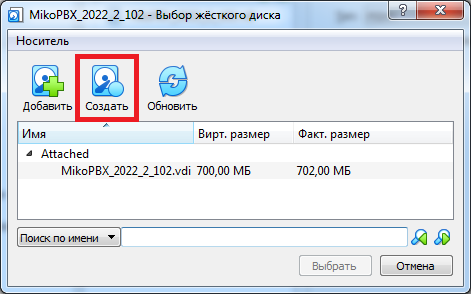 MikoPBX_2022_2_102 - Выбор жёсткого диска
Носитель
Добавить Создать Обновить
Имя Вирт. размер Факт. размер
Attached
MikoPBX_2022_2_102.vdi 700,00 МБ 702,00 МБ
Поиск по имени
Выбрать Отмена